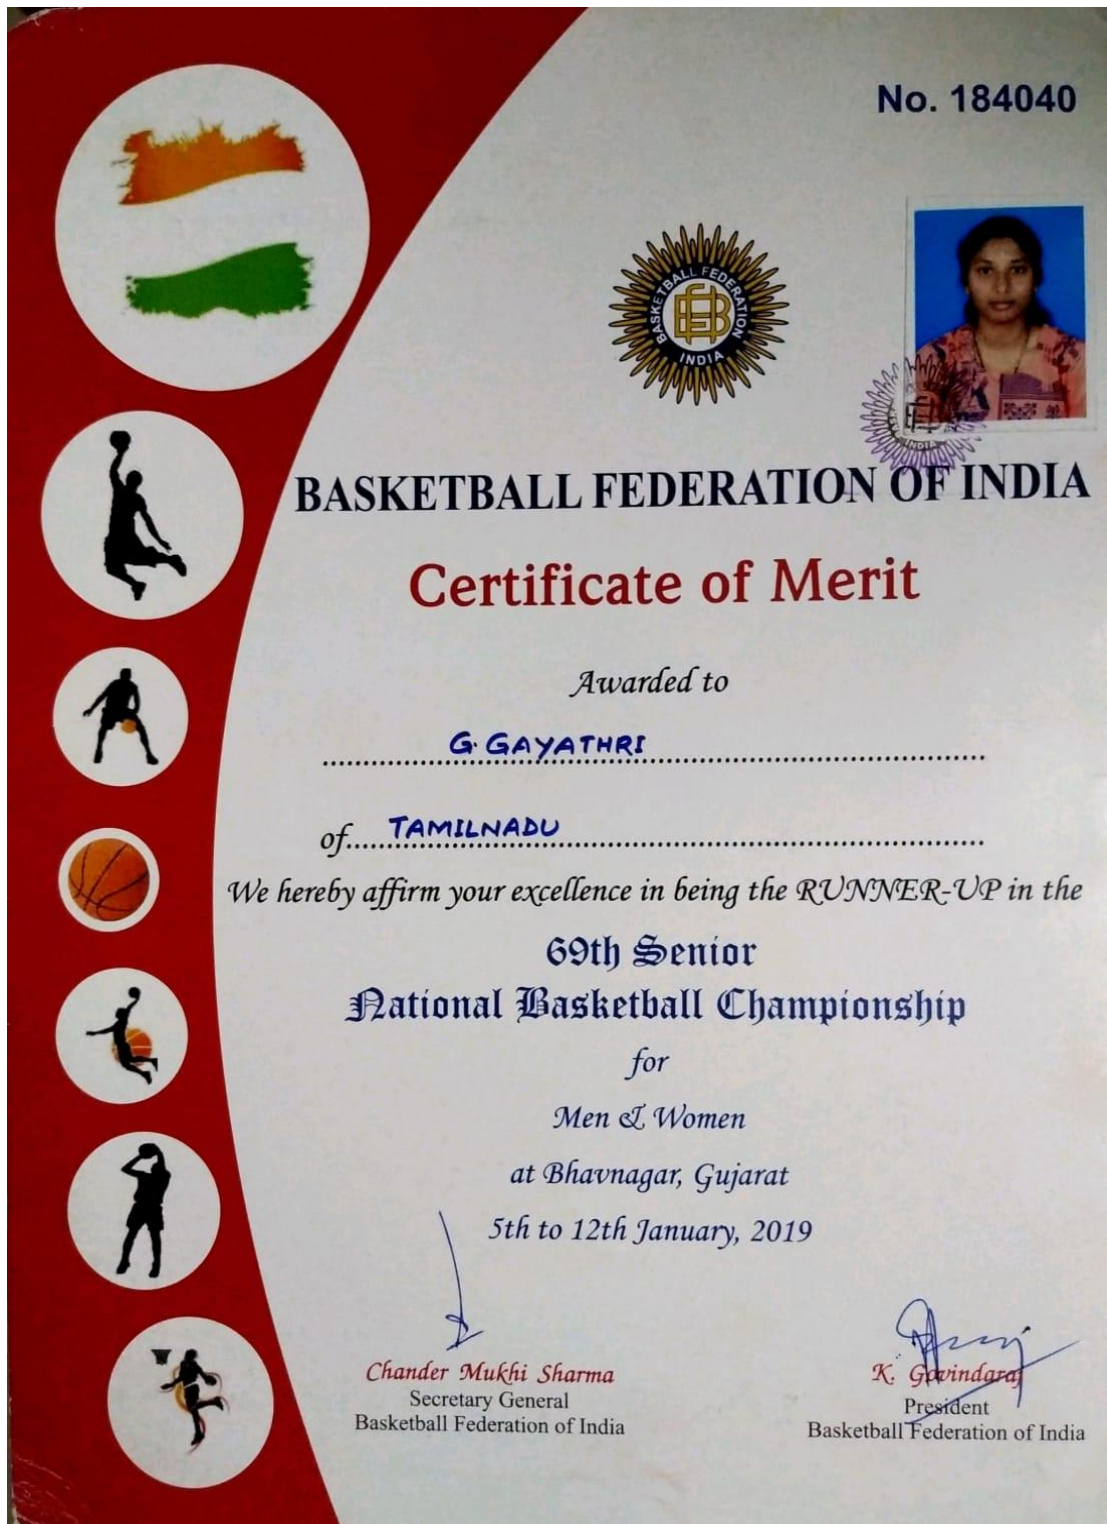 No. 184040
BASKETBALL FEDERATION
INDIA
INDIA
BASKETBALL FEDERATION OF INDIA
Certificate of Merit
Awarded to
G. GAYATHRI
of TAMILNADU
We hereby affirm your excellence in being the RUNNER-UP in the
69th Senior
National Basketball Championship
for
Men & Women
at Bhavnagar, Gujarat
5th to 12th January, 2019
Chander Mukhi Sharma
Secretary General
Basketball Federation of India
K. Govindaraj
President
Basketball Federation of India